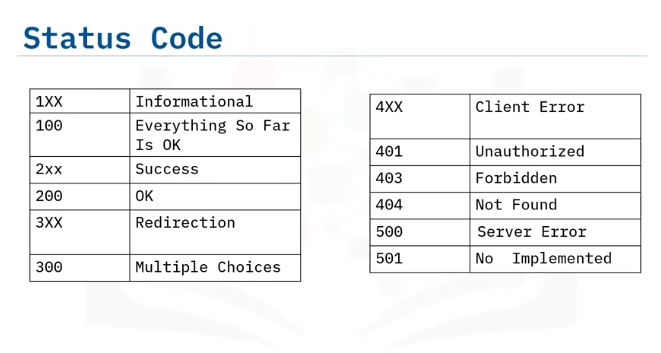 Status Code
1XX Informational
100 Everything So Far
Is OK
2xx Success
200 OK
3XX Redirection
300 Multiple Choices
4XX Client Error
401 Unauthorized
403 Forbidden
404 Not Found
500 Server Error
501 No Implemented